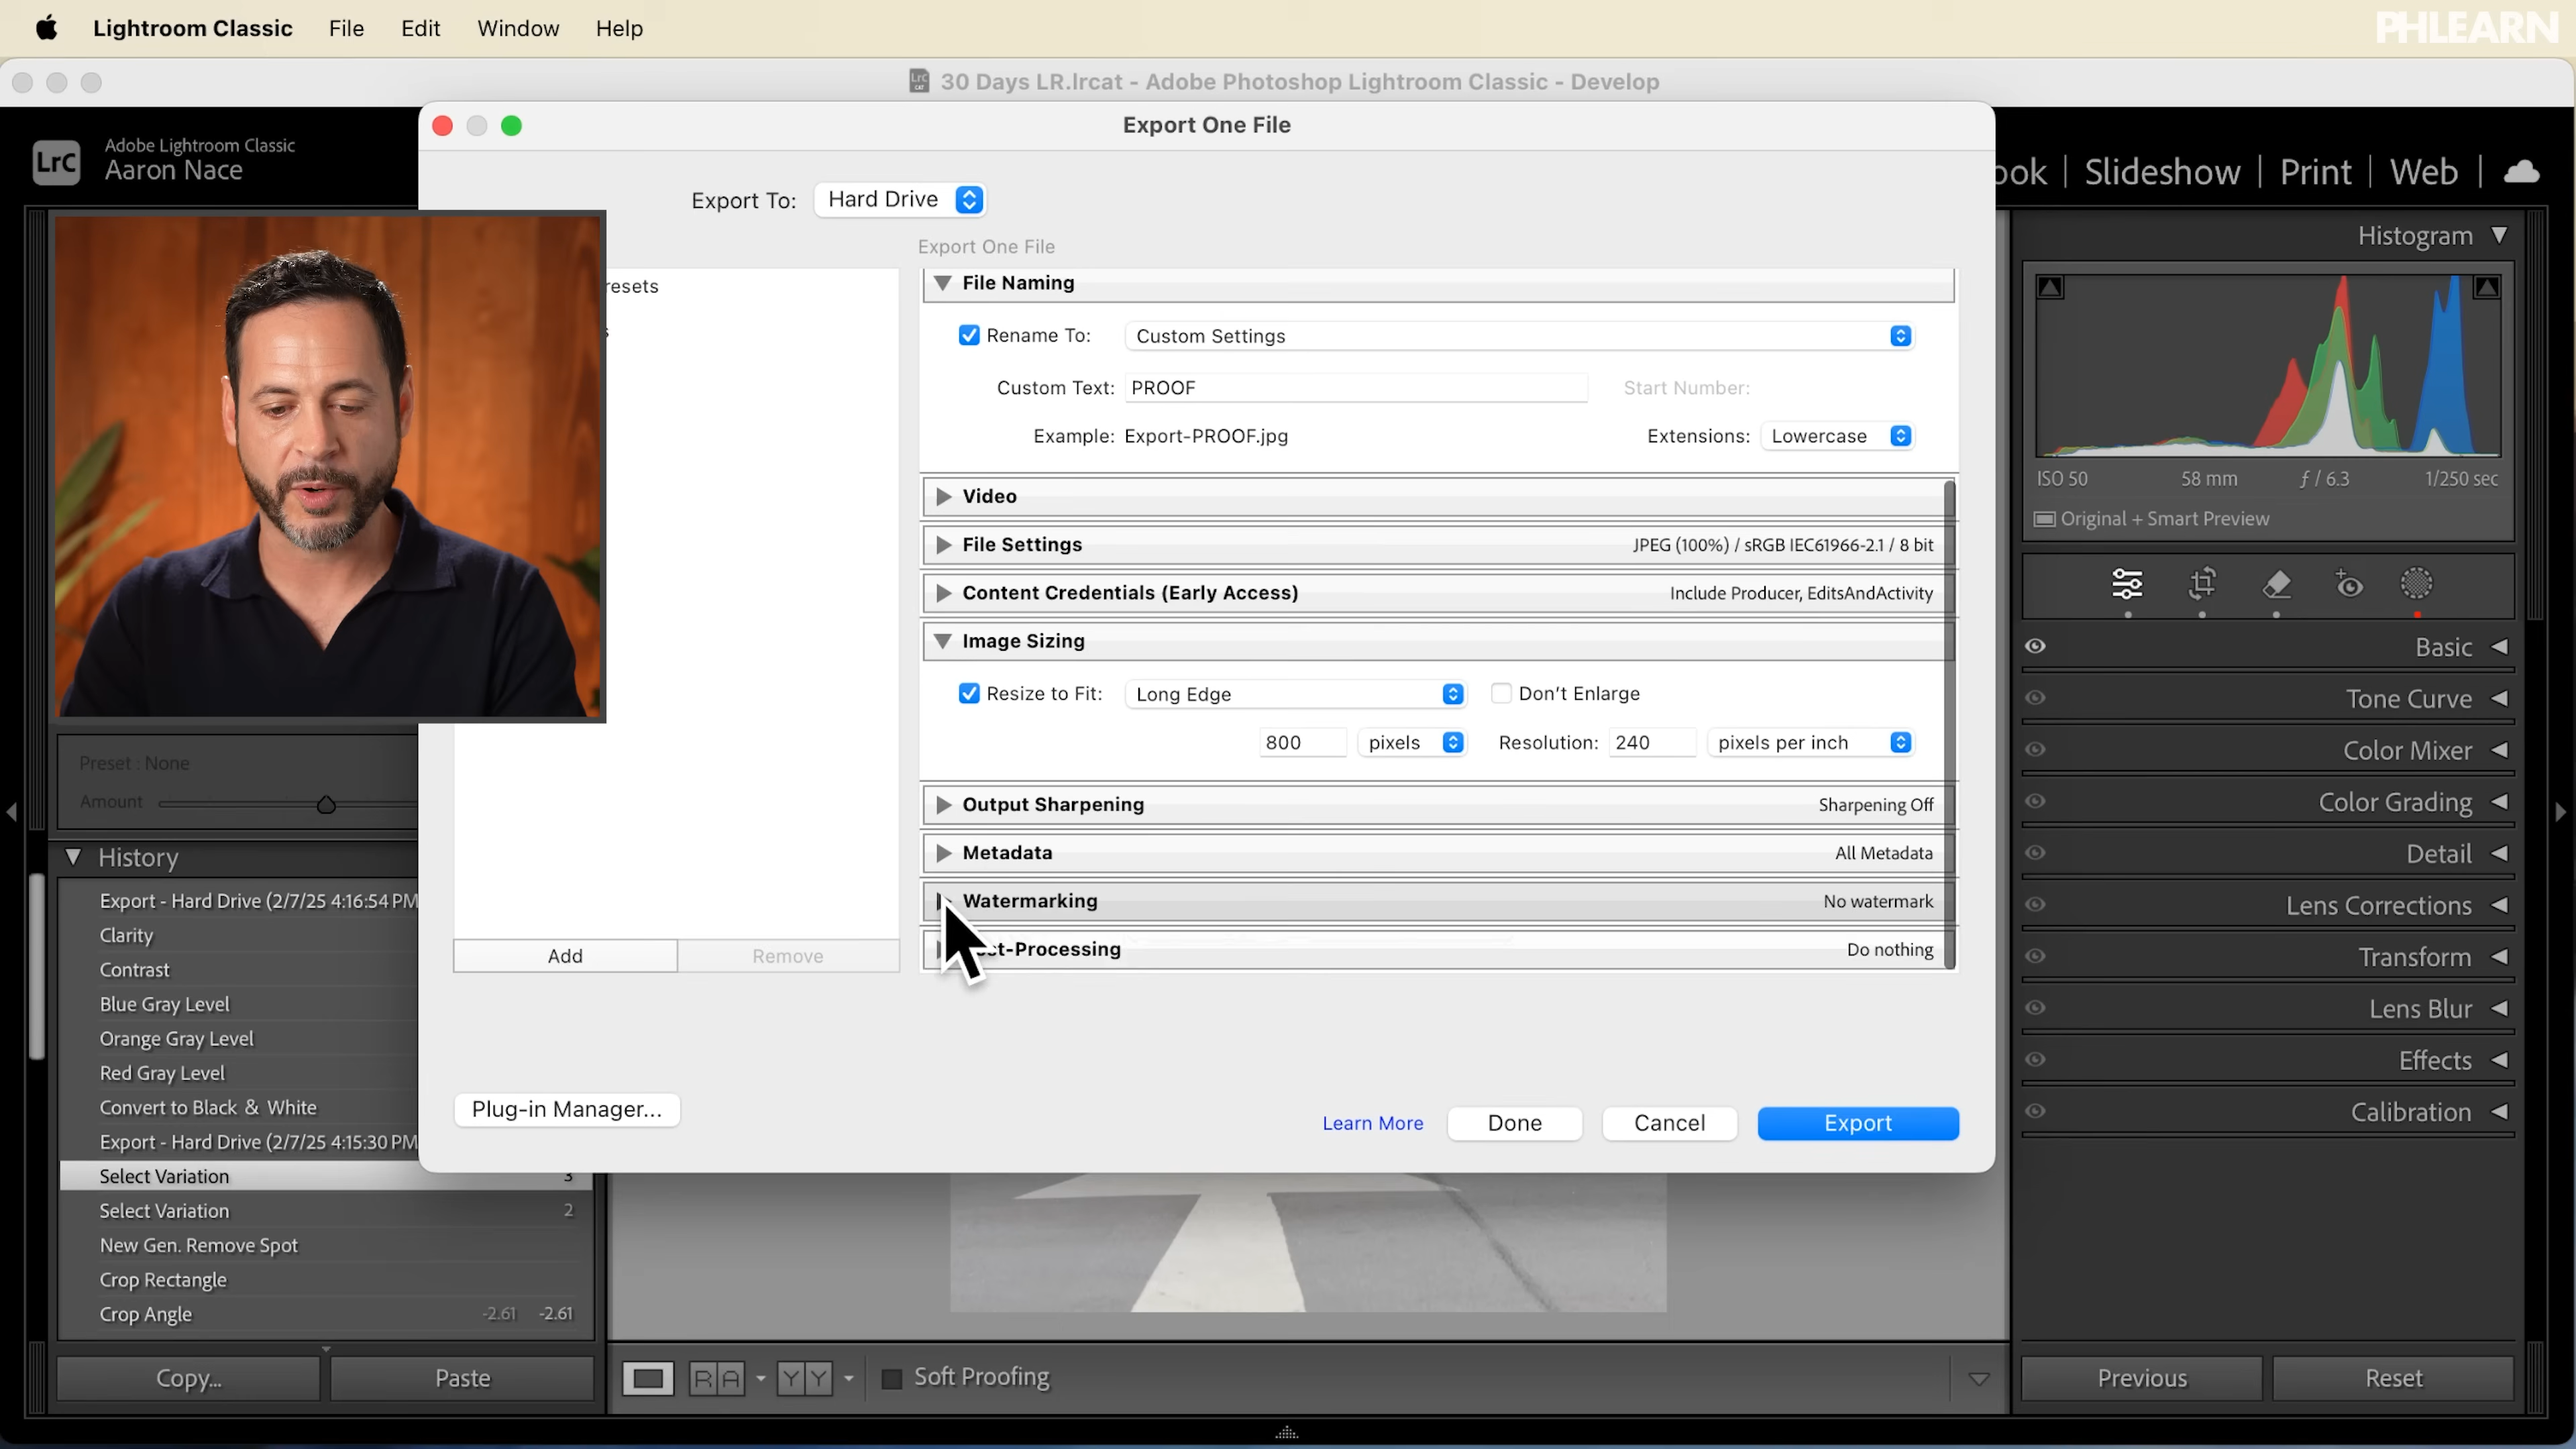 Lightroom Classic File Edit Window Help
PHLEARN
30 Days LR.lrcat - Adobe Photoshop Lightroom Classic - Develop
Export One File
LrC
Adobe Lightroom Classic
Aaron Nace
ook | Slideshow | Print | Web |
Export To: Hard Drive
Export One File
resets
s
File Naming
Rename To: Custom Settings
Custom Text: PROOF Start Number:
Example: Export-PROOF.jpg Extensions: Lowercase
Video
File Settings JPEG (100%) / sRGB IEC61966-2.1 / 8 bit
Content Credentials (Early Access) Include Producer, EditsAndActivity
Image Sizing
Resize to Fit: Long Edge Don't Enlarge
800 pixels Resolution: 240 pixels per inch
Output Sharpening Sharpening Off
Metadata All Metadata
Watermarking No watermark
st-Processing Do nothing
Add Remove
Plug-in Manager...
Learn More Done Cancel Export
Histogram
ISO 50 58 mm ƒ / 6.3 1/250 sec
Original + Smart Preview
Basic
Tone Curve
Color Mixer
Color Grading
Detail
Lens Corrections
Transform
Lens Blur
Effects
Calibration
Preset : None
Amount
History
Export - Hard Drive (2/7/25 4:16:54 PM
Clarity
Contrast
Blue Gray Level
Orange Gray Level
Red Gray Level
Convert to Black & White
Export - Hard Drive (2/7/25 4:15:30 PM
Select Variation 3
Select Variation 2
New Gen. Remove Spot
Crop Rectangle
Crop Angle -2.61 -2.61
Copy... Paste
R A Y Y Soft Proofing
Previous Reset